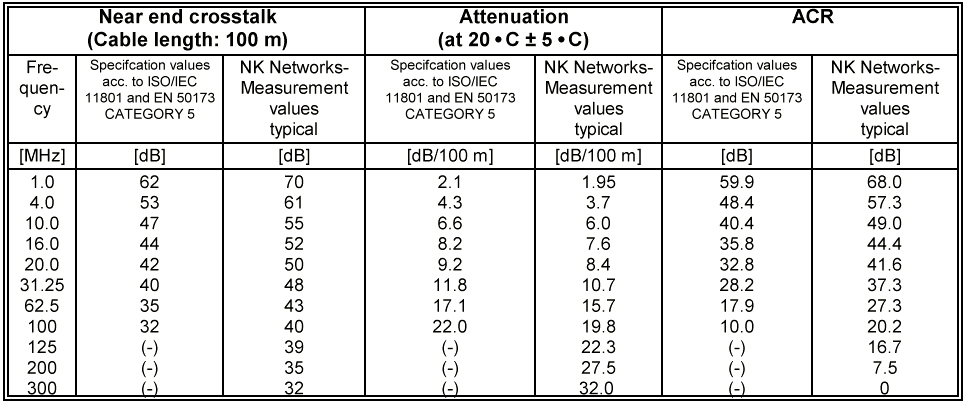 Near end crosstalk (Cable length: 100 m) Attenuation (at 20 • C ± 5 • C) ACR
Fre-quen-cy Specifcation values acc. to ISO/IEC 11801 and EN 50173 CATEGORY 5 NK Networks-Measurement values typical Specifcation values acc. to ISO/IEC 11801 and EN 50173 CATEGORY 5 NK Networks-Measurement values typical Specifcation values acc. to ISO/IEC 11801 and EN 50173 CATEGORY 5 NK Networks-Measurement values typical
[MHz] [dB] [dB] [dB/100 m] [dB/100 m] [dB] [dB]
1.0 62 70 2.1 1.95 59.9 68.0
4.0 53 61 4.3 3.7 48.4 57.3
10.0 47 55 6.6 6.0 40.4 49.0
16.0 44 52 8.2 7.6 35.8 44.4
20.0 42 50 9.2 8.4 32.8 41.6
31.25 40 48 11.8 10.7 28.2 37.3
62.5 35 43 17.1 15.7 17.9 27.3
100 32 40 22.0 19.8 10.0 20.2
125 (-) 39 (-) 22.3 (-) 16.7
200 (-) 35 (-) 27.5 (-) 7.5
300 (-) 32 (-) 32.0 (-) 0